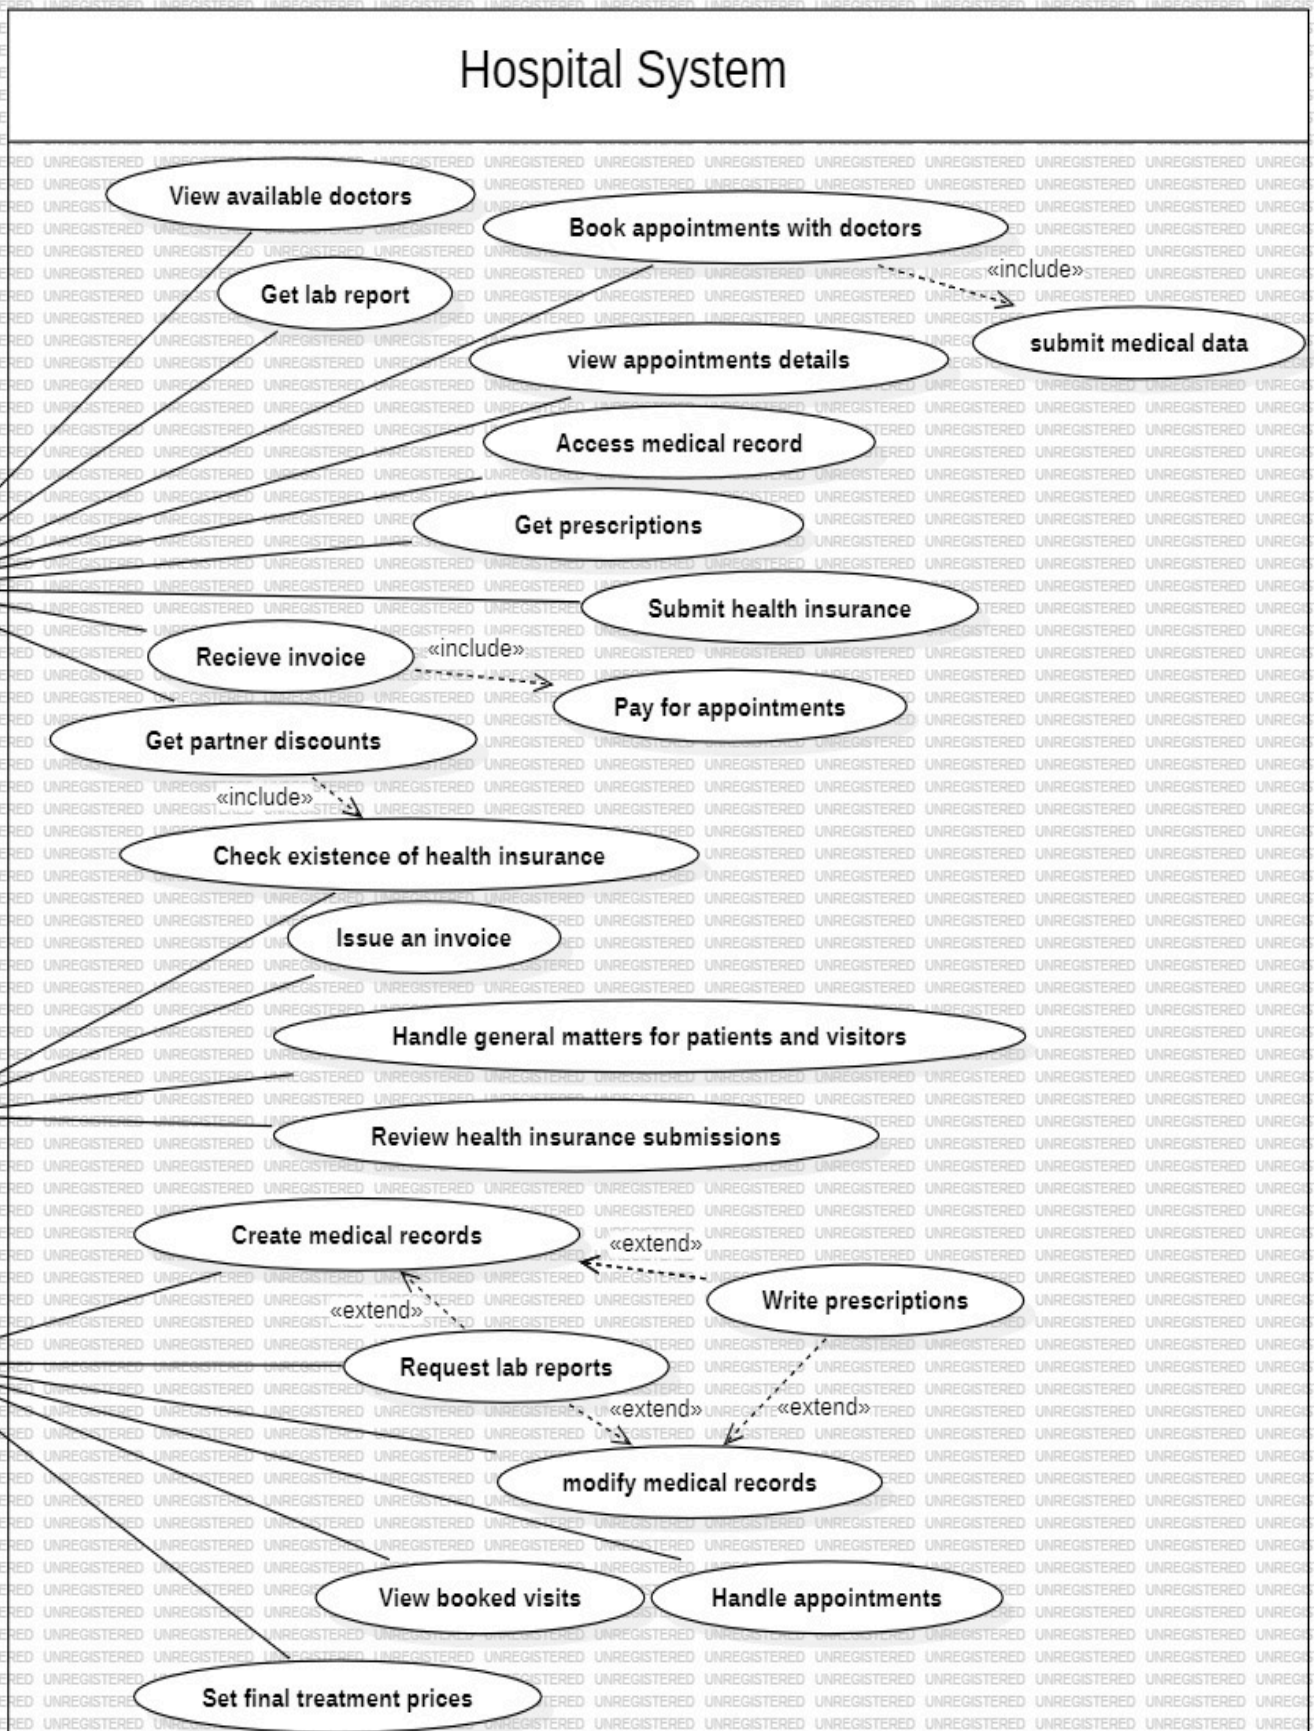 Hospital System
View available doctors
Book appointments with doctors
«include»
Get lab report
submit medical data
view appointments details
Access medical record
Get prescriptions
Submit health insurance
Recieve invoice
«include»
Pay for appointments
Get partner discounts
«include»
Check existence of health insurance
Issue an invoice
Handle general matters for patients and visitors
Review health insurance submissions
Create medical records
«extend»
Write prescriptions
«extend»
Request lab reports
«extend»
«extend»
modify medical records
View booked visits
Handle appointments
Set final treatment prices
UNREGISTERED